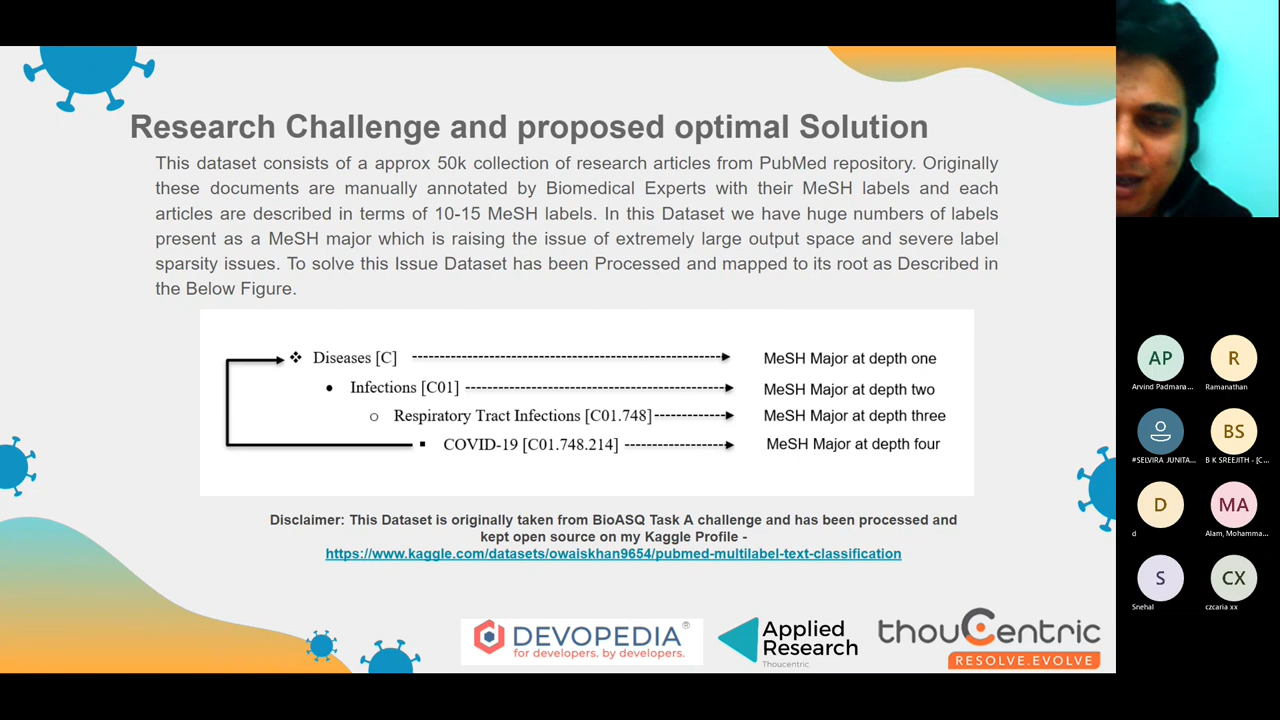 Research Challenge and proposed optimal Solution
This dataset consists of a approx 50k collection of research articles from PubMed repository. Originally
these documents are manually annotated by Biomedical Experts with their MeSH labels and each
articles are described in terms of 10-15 MeSH labels. In this Dataset we have huge numbers of labels
present as a MeSH major which is raising the issue of extremely large output space and severe label
sparsity issues. To solve this Issue Dataset has been Processed and mapped to its root as Described in
the Below Figure.
Diseases [C] MeSH Major at depth one
Infections [C01] MeSH Major at depth two
Respiratory Tract Infections [C01.748] MeSH Major at depth three
COVID-19 [C01.748.214] MeSH Major at depth four
Disclaimer: This Dataset is originally taken from BioASQ Task A challenge and has been processed and
kept open source on my Kaggle Profile -
https://www.kaggle.com/datasets/owaiskhan9654/pubmed-multilabel-text-classification
DEVOPEDIA®
for developers. by developers.
Applied
Research
Thoucentric
thouCentric
RESOLVE.EVOLVE
AP R
Arvind Padmana... Ramanathan
BS
#SELVIRA JUNITA... B K SREEJITH - [C...
D MA
d Alam, Mohamma...
S CX
Snehal czcaria xx